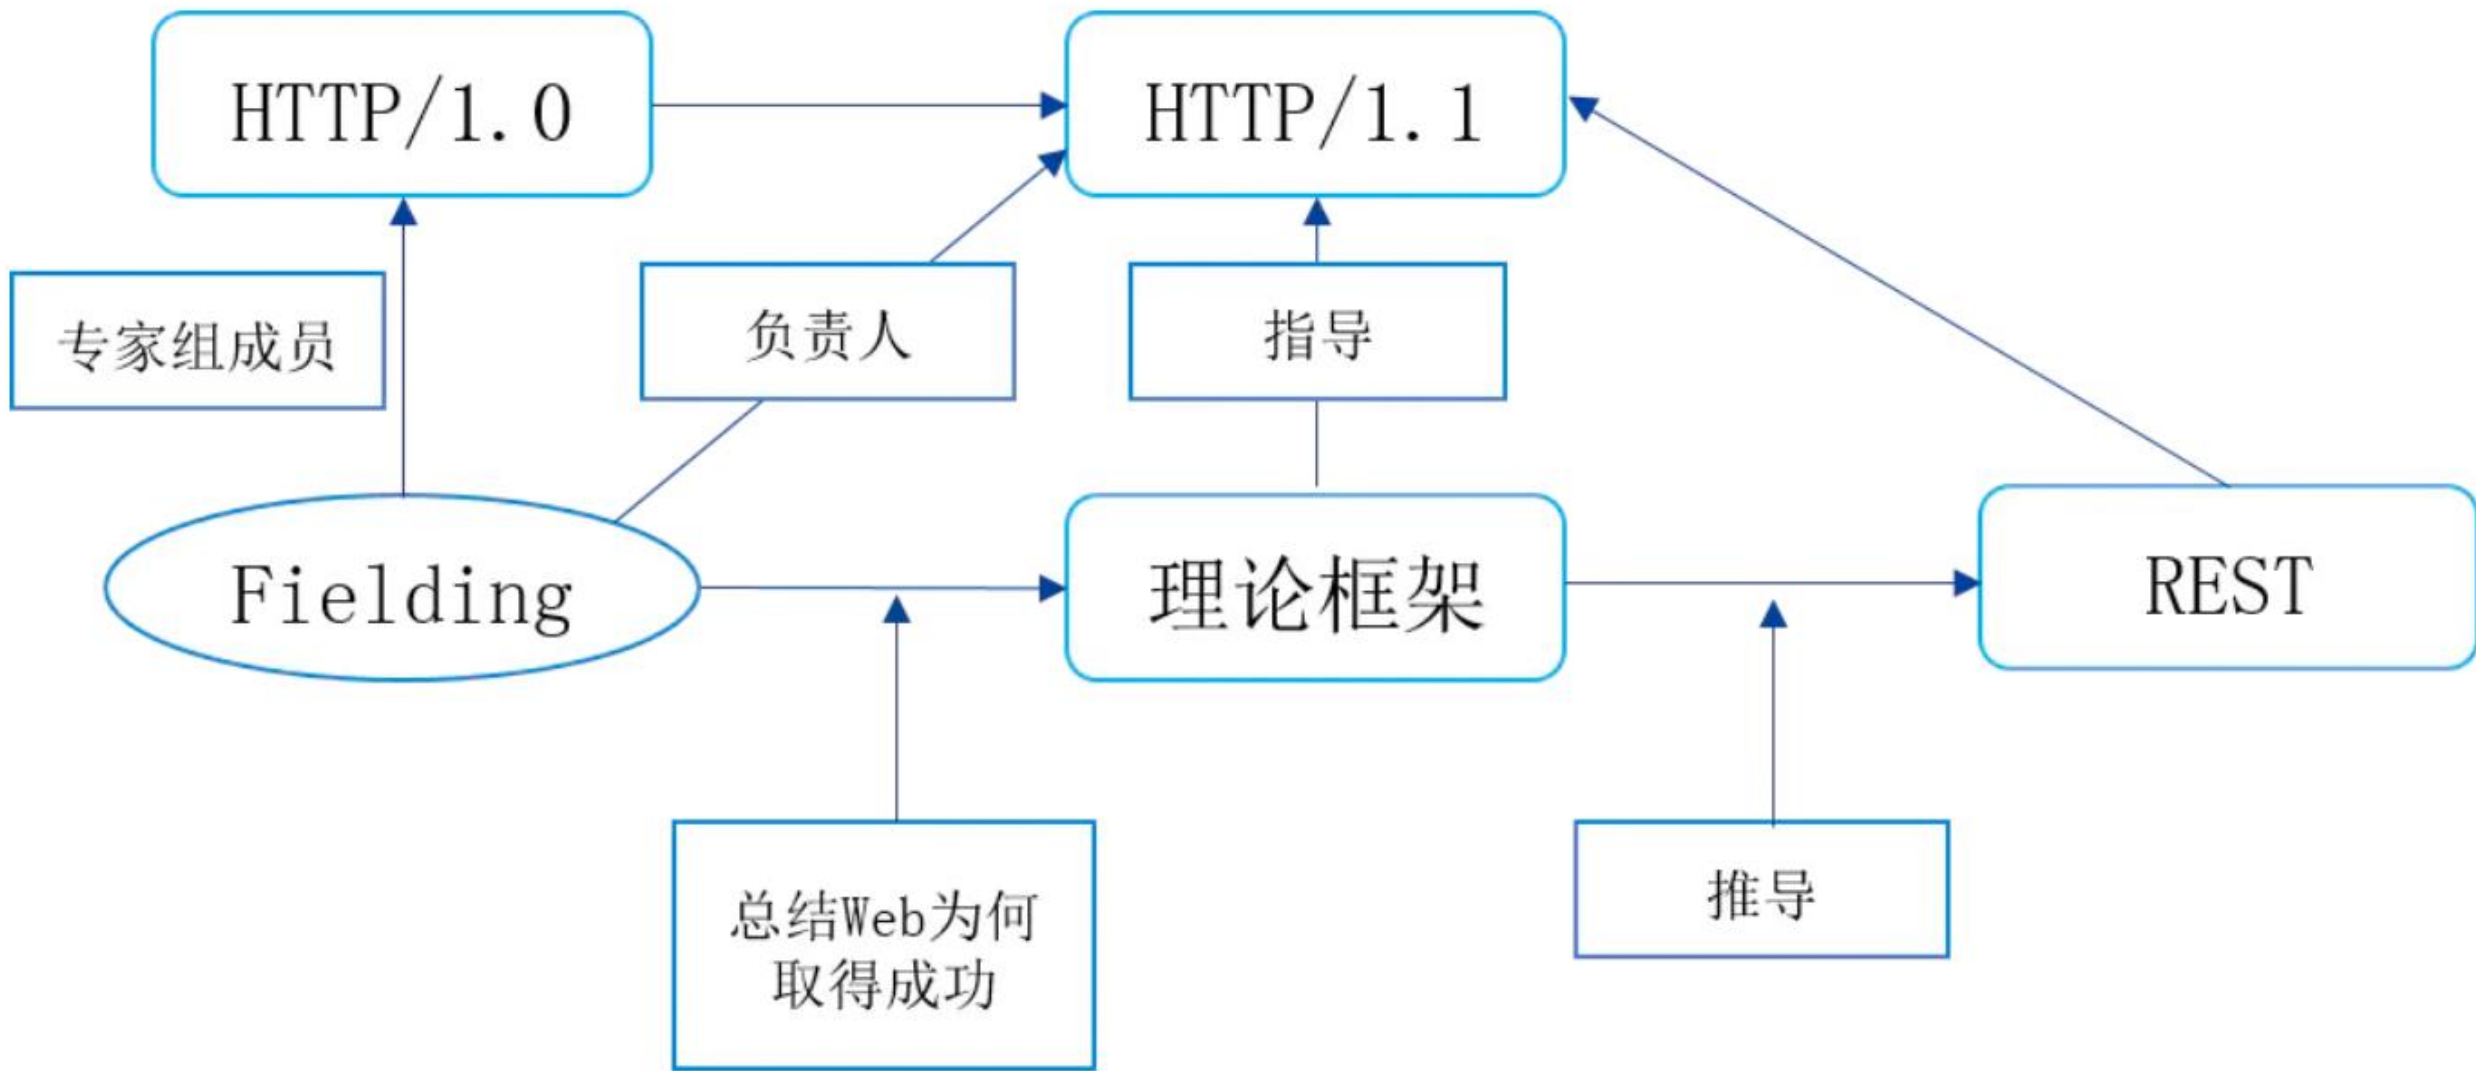 HTTP/1.0
HTTP/1.1
专家组成员
负责人
指导
Fielding
理论框架
REST
总结Web为何
取得成功
推导